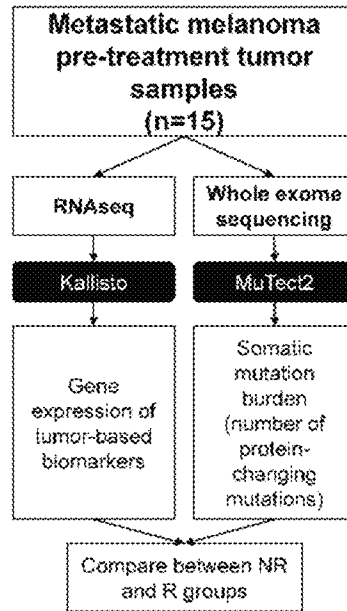 Metastatic melanoma
pre-treatment tumor
samples
(n=15)
RNAseq
Whole exome
sequencing
Kallisto
MuTect2
Gene
expression of
tumor-based
biomarkers
Somatic
mutation
burden
(number of
protein-
changing
mutations)
Compare between NR
and R groups